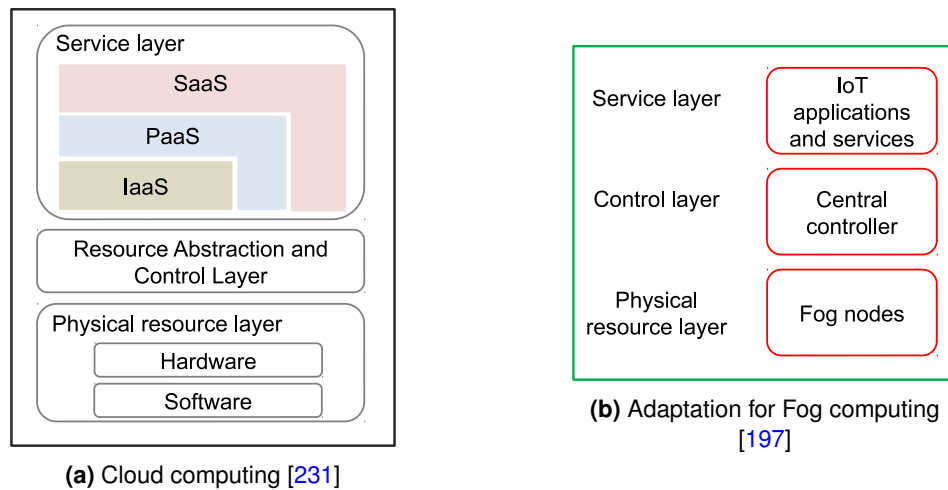 Service layer
SaaS
PaaS
IaaS
Resource Abstraction and
Control Layer
Physical resource layer
Hardware
Software
(a) Cloud computing [231]
Service layer
IoT
applications
and services
Control layer
Central
controller
Physical
resource layer
Fog nodes
(b) Adaptation for Fog computing
[197]